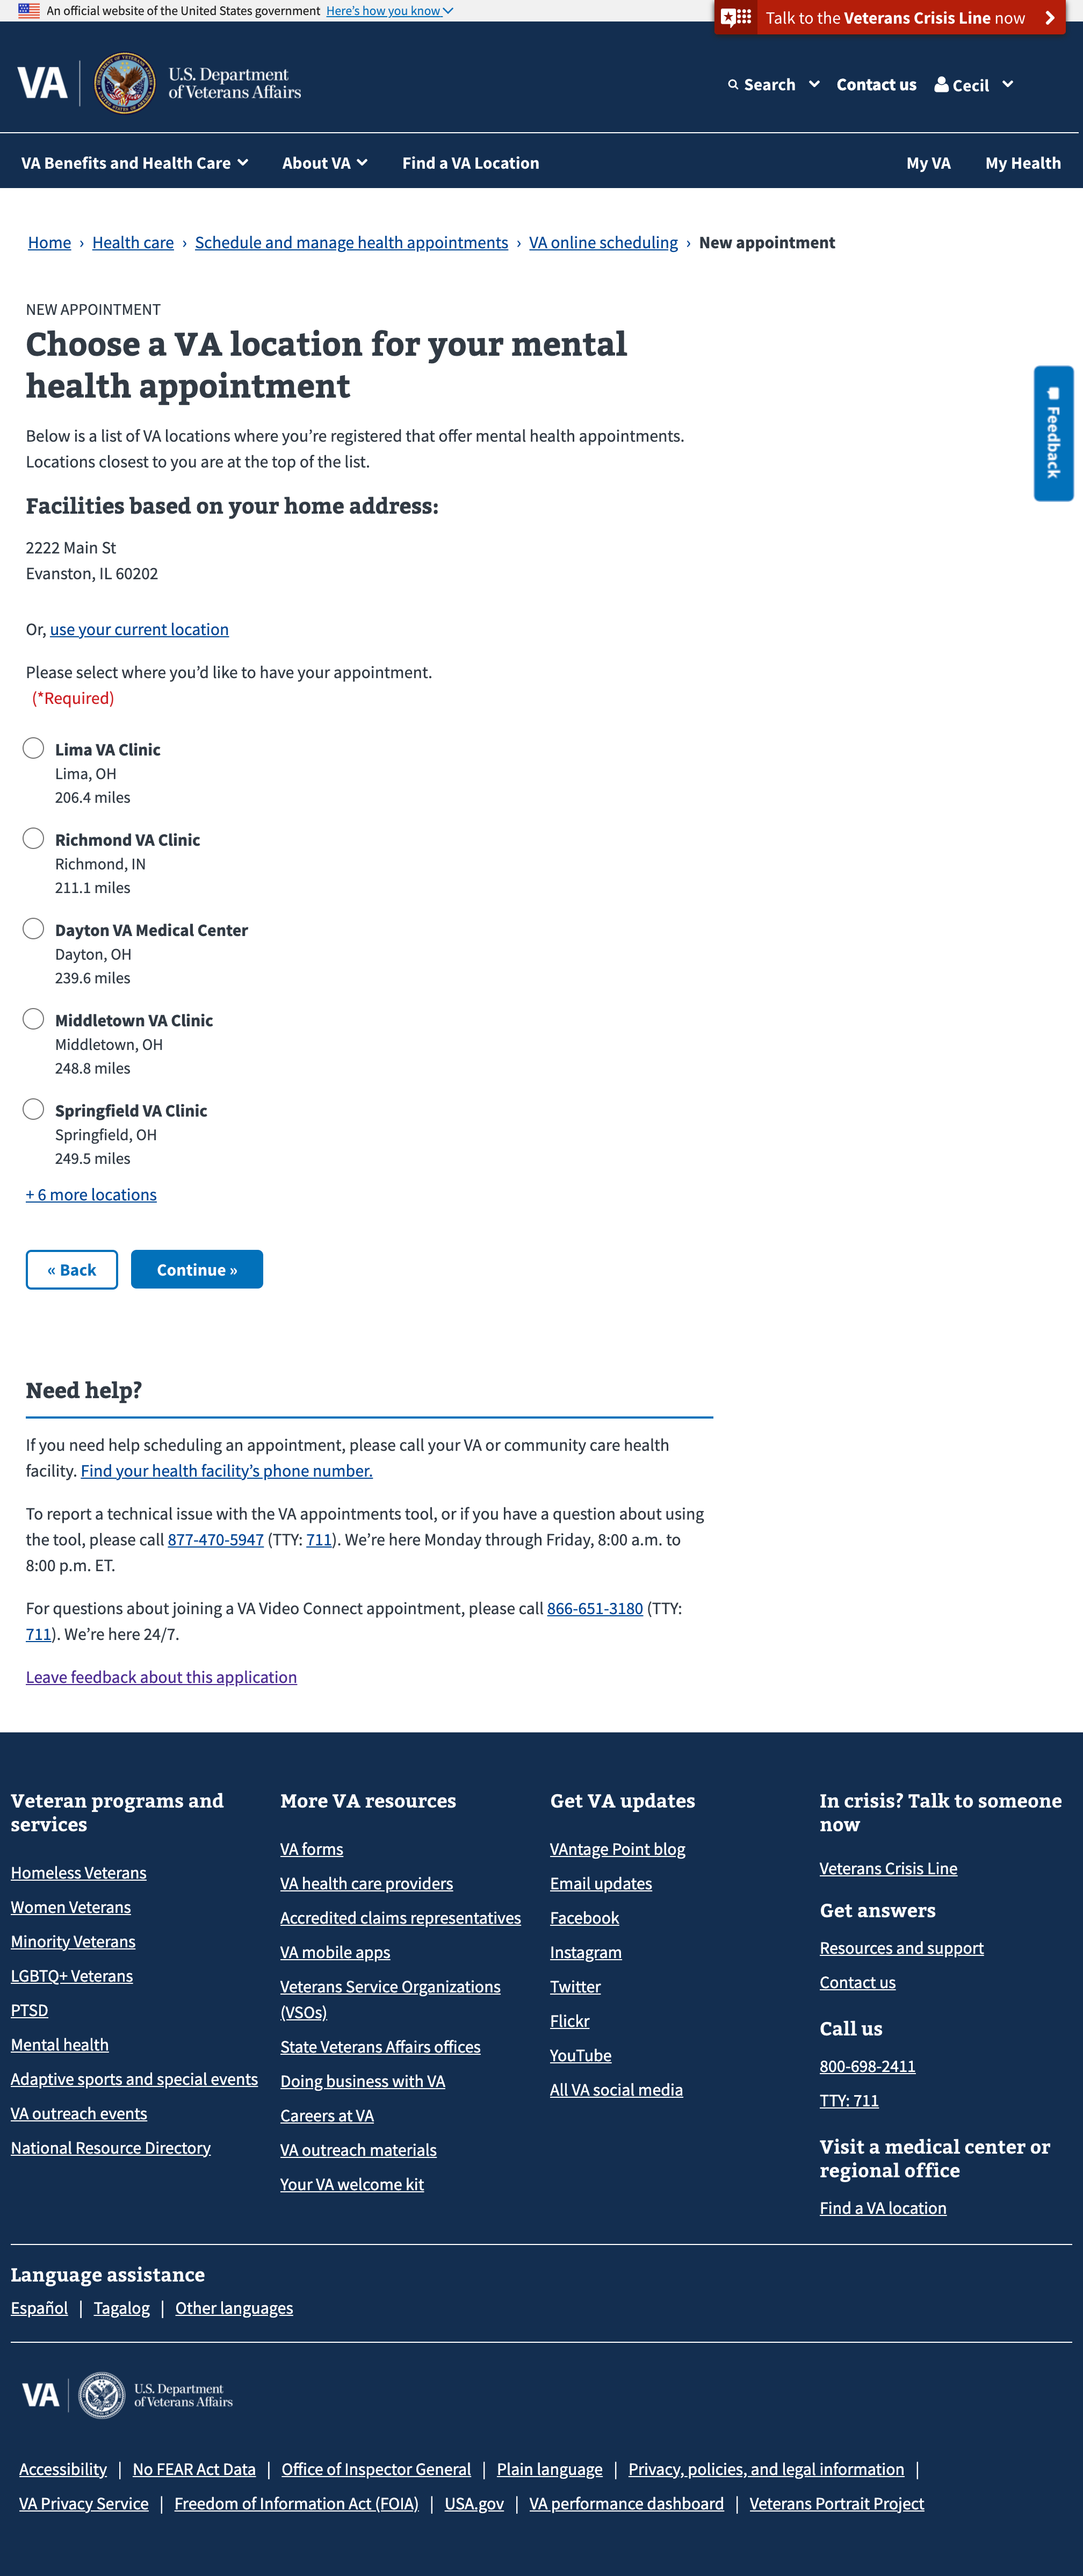 An official website of the United States government Here's how you know
Talk to the Veterans Crisis Line now
VA
U.S. Department
of Veterans Affairs
Search
Contact us
Cecil
VA Benefits and Health Care
About VA
Find a VA Location
My VA
My Health
Home › Health care › Schedule and manage health appointments › VA online scheduling › New appointment
NEW APPOINTMENT
Choose a VA location for your mental
health appointment
Feedback
Below is a list of VA locations where you’re registered that offer mental health appointments.
Locations closest to you are at the top of the list.
Facilities based on your home address:
2222 Main St
Evanston, IL 60202
Or, use your current location
Please select where you’d like to have your appointment.
(*Required)
Lima VA Clinic
Lima, OH
206.4 miles
Richmond VA Clinic
Richmond, IN
211.1 miles
Dayton VA Medical Center
Dayton, OH
239.6 miles
Middletown VA Clinic
Middletown, OH
248.8 miles
Springfield VA Clinic
Springfield, OH
249.5 miles
+ 6 more locations
« Back
Continue »
Need help?
If you need help scheduling an appointment, please call your VA or community care health
facility. Find your health facility’s phone number.
To report a technical issue with the VA appointments tool, or if you have a question about using
the tool, please call 877-470-5947 (TTY: 711). We’re here Monday through Friday, 8:00 a.m. to
8:00 p.m. ET.
For questions about joining a VA Video Connect appointment, please call 866-651-3180 (TTY:
711). We’re here 24/7.
Leave feedback about this application
Veteran programs and
services
Homeless Veterans
Women Veterans
Minority Veterans
LGBTQ+ Veterans
PTSD
Mental health
Adaptive sports and special events
VA outreach events
National Resource Directory
More VA resources
VA forms
VA health care providers
Accredited claims representatives
VA mobile apps
Veterans Service Organizations
(VSOs)
State Veterans Affairs offices
Doing business with VA
Careers at VA
VA outreach materials
Your VA welcome kit
Get VA updates
VAntage Point blog
Email updates
Facebook
Instagram
Twitter
Flickr
YouTube
All VA social media
In crisis? Talk to someone
now
Veterans Crisis Line
Get answers
Resources and support
Contact us
Call us
800-698-2411
TTY: 711
Visit a medical center or
regional office
Find a VA location
Language assistance
Español | Tagalog | Other languages
VA
U.S. Department
of Veterans Affairs
Accessibility | No FEAR Act Data | Office of Inspector General | Plain language | Privacy, policies, and legal information |
VA Privacy Service | Freedom of Information Act (FOIA) | USA.gov | VA performance dashboard | Veterans Portrait Project